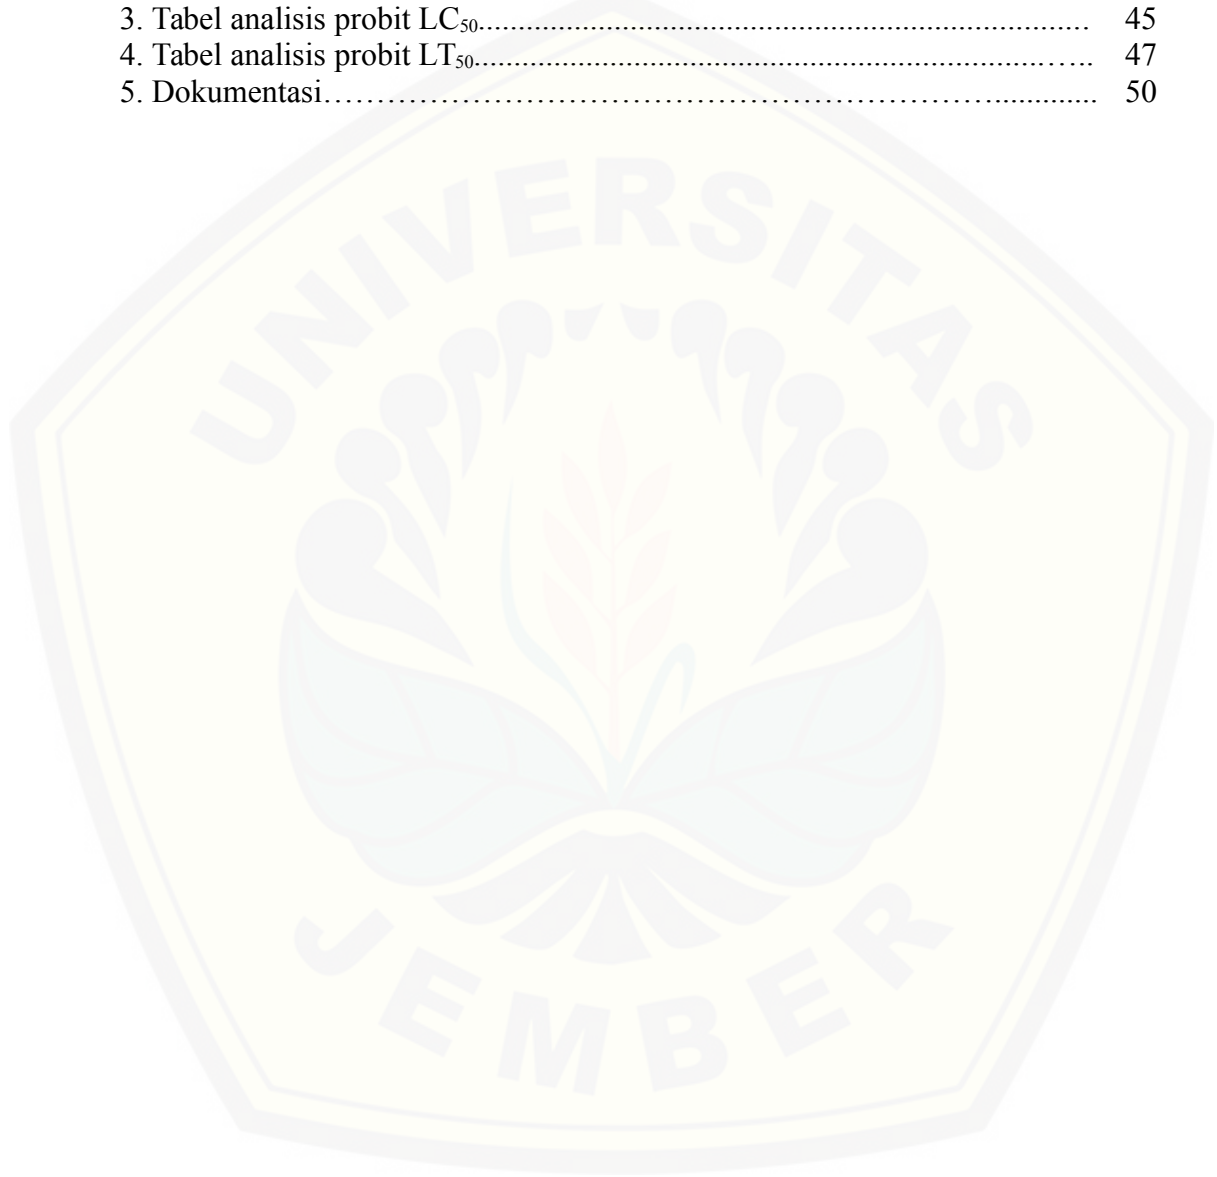 3. Tabel analisis probit LC₅₀.......................................................................... 45
4. Tabel analisis probit LT₅₀.......................................................................... 47
5. Dokumentasi.......................................................................... 50
UNIVERSITAS
JEMBER